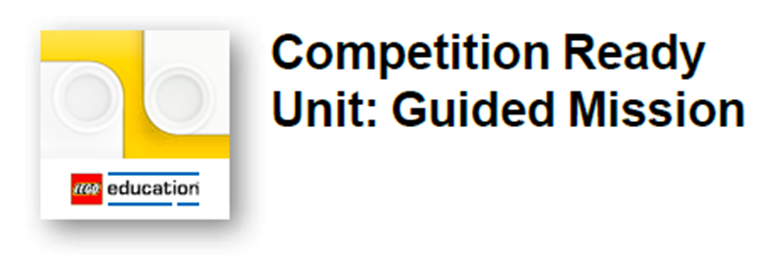 Competition Ready
Unit: Guided Mission
LEGO education